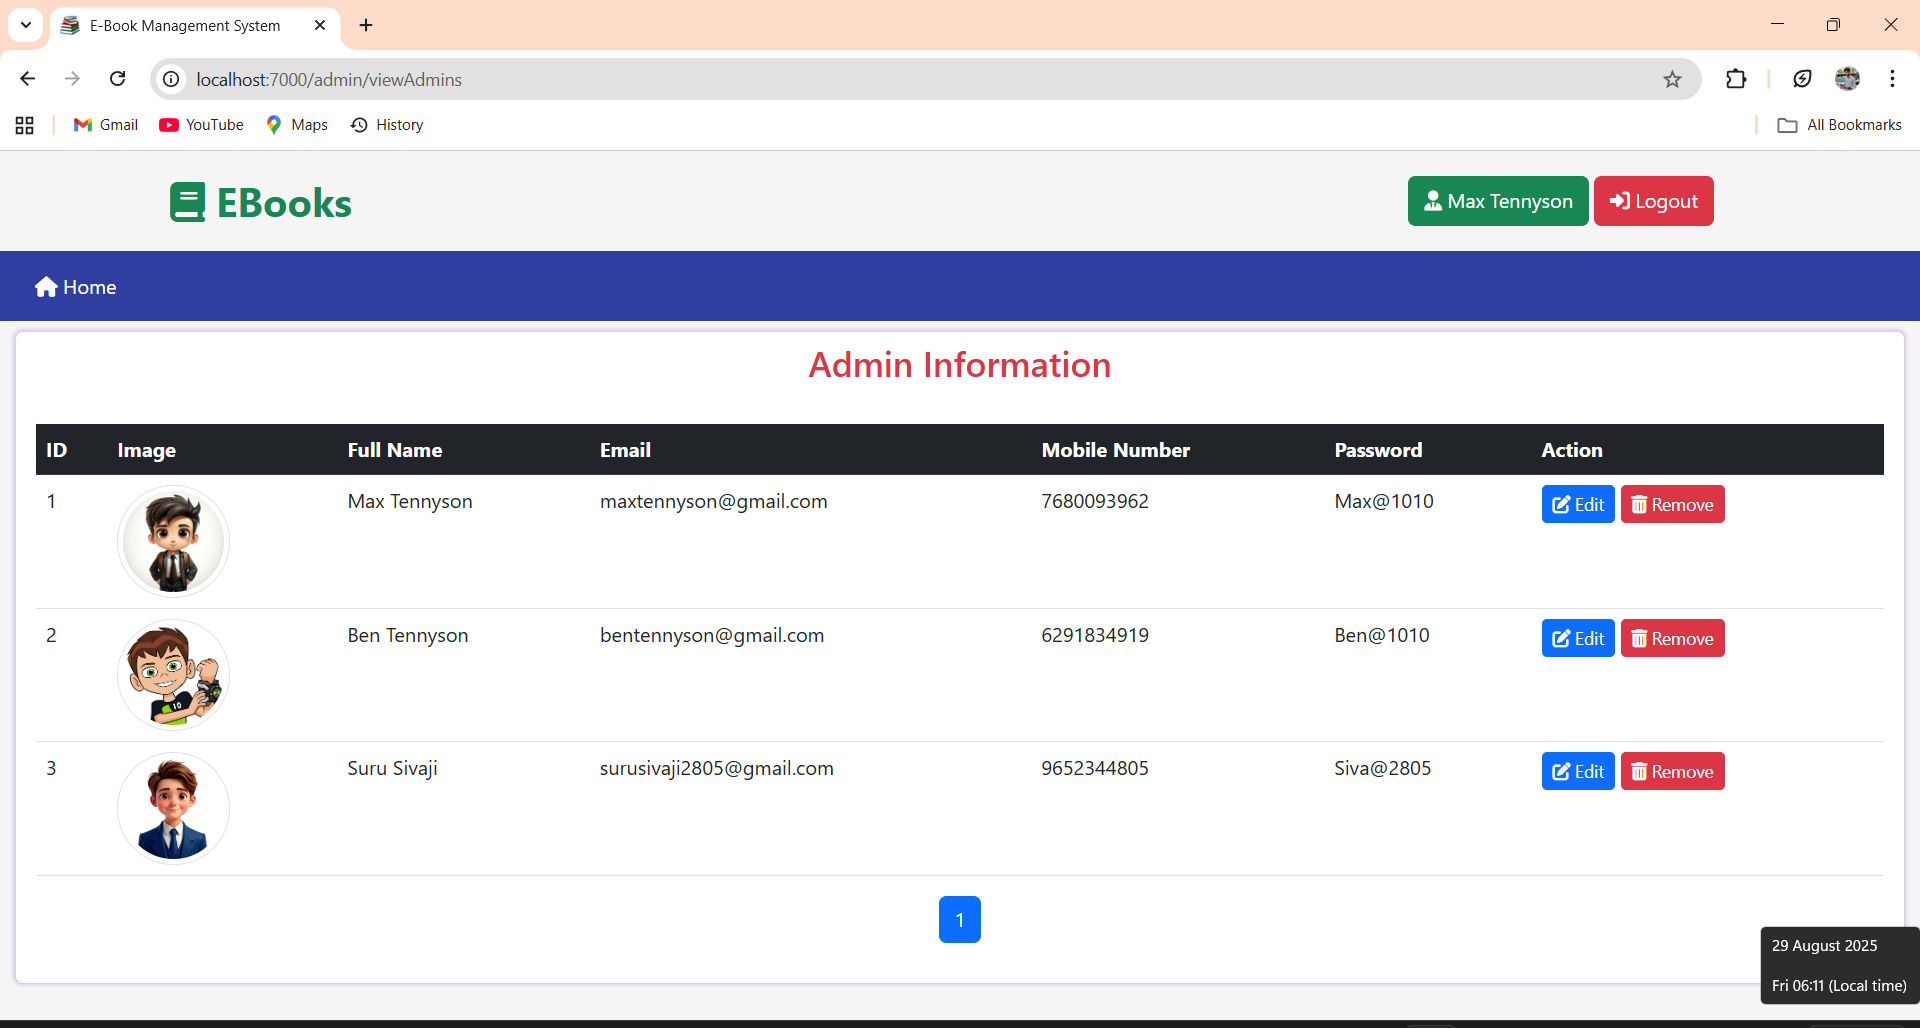 E-Book Management System
localhost:7000/admin/viewAdmins
Gmail YouTube Maps History All Bookmarks
EBooks Max Tennyson Logout
Home
Admin Information
ID Image Full Name Email Mobile Number Password Action
1 Max Tennyson maxtennyson@gmail.com 7680093962 Max@1010 Edit Remove
10
2 Ben Tennyson bentennyson@gmail.com 6291834919 Ben@1010 Edit Remove
3 Suru Sivaji surusivaji2805@gmail.com 9652344805 Siva@2805 Edit Remove
1
29 August 2025
Fri 06:11 (Local time)